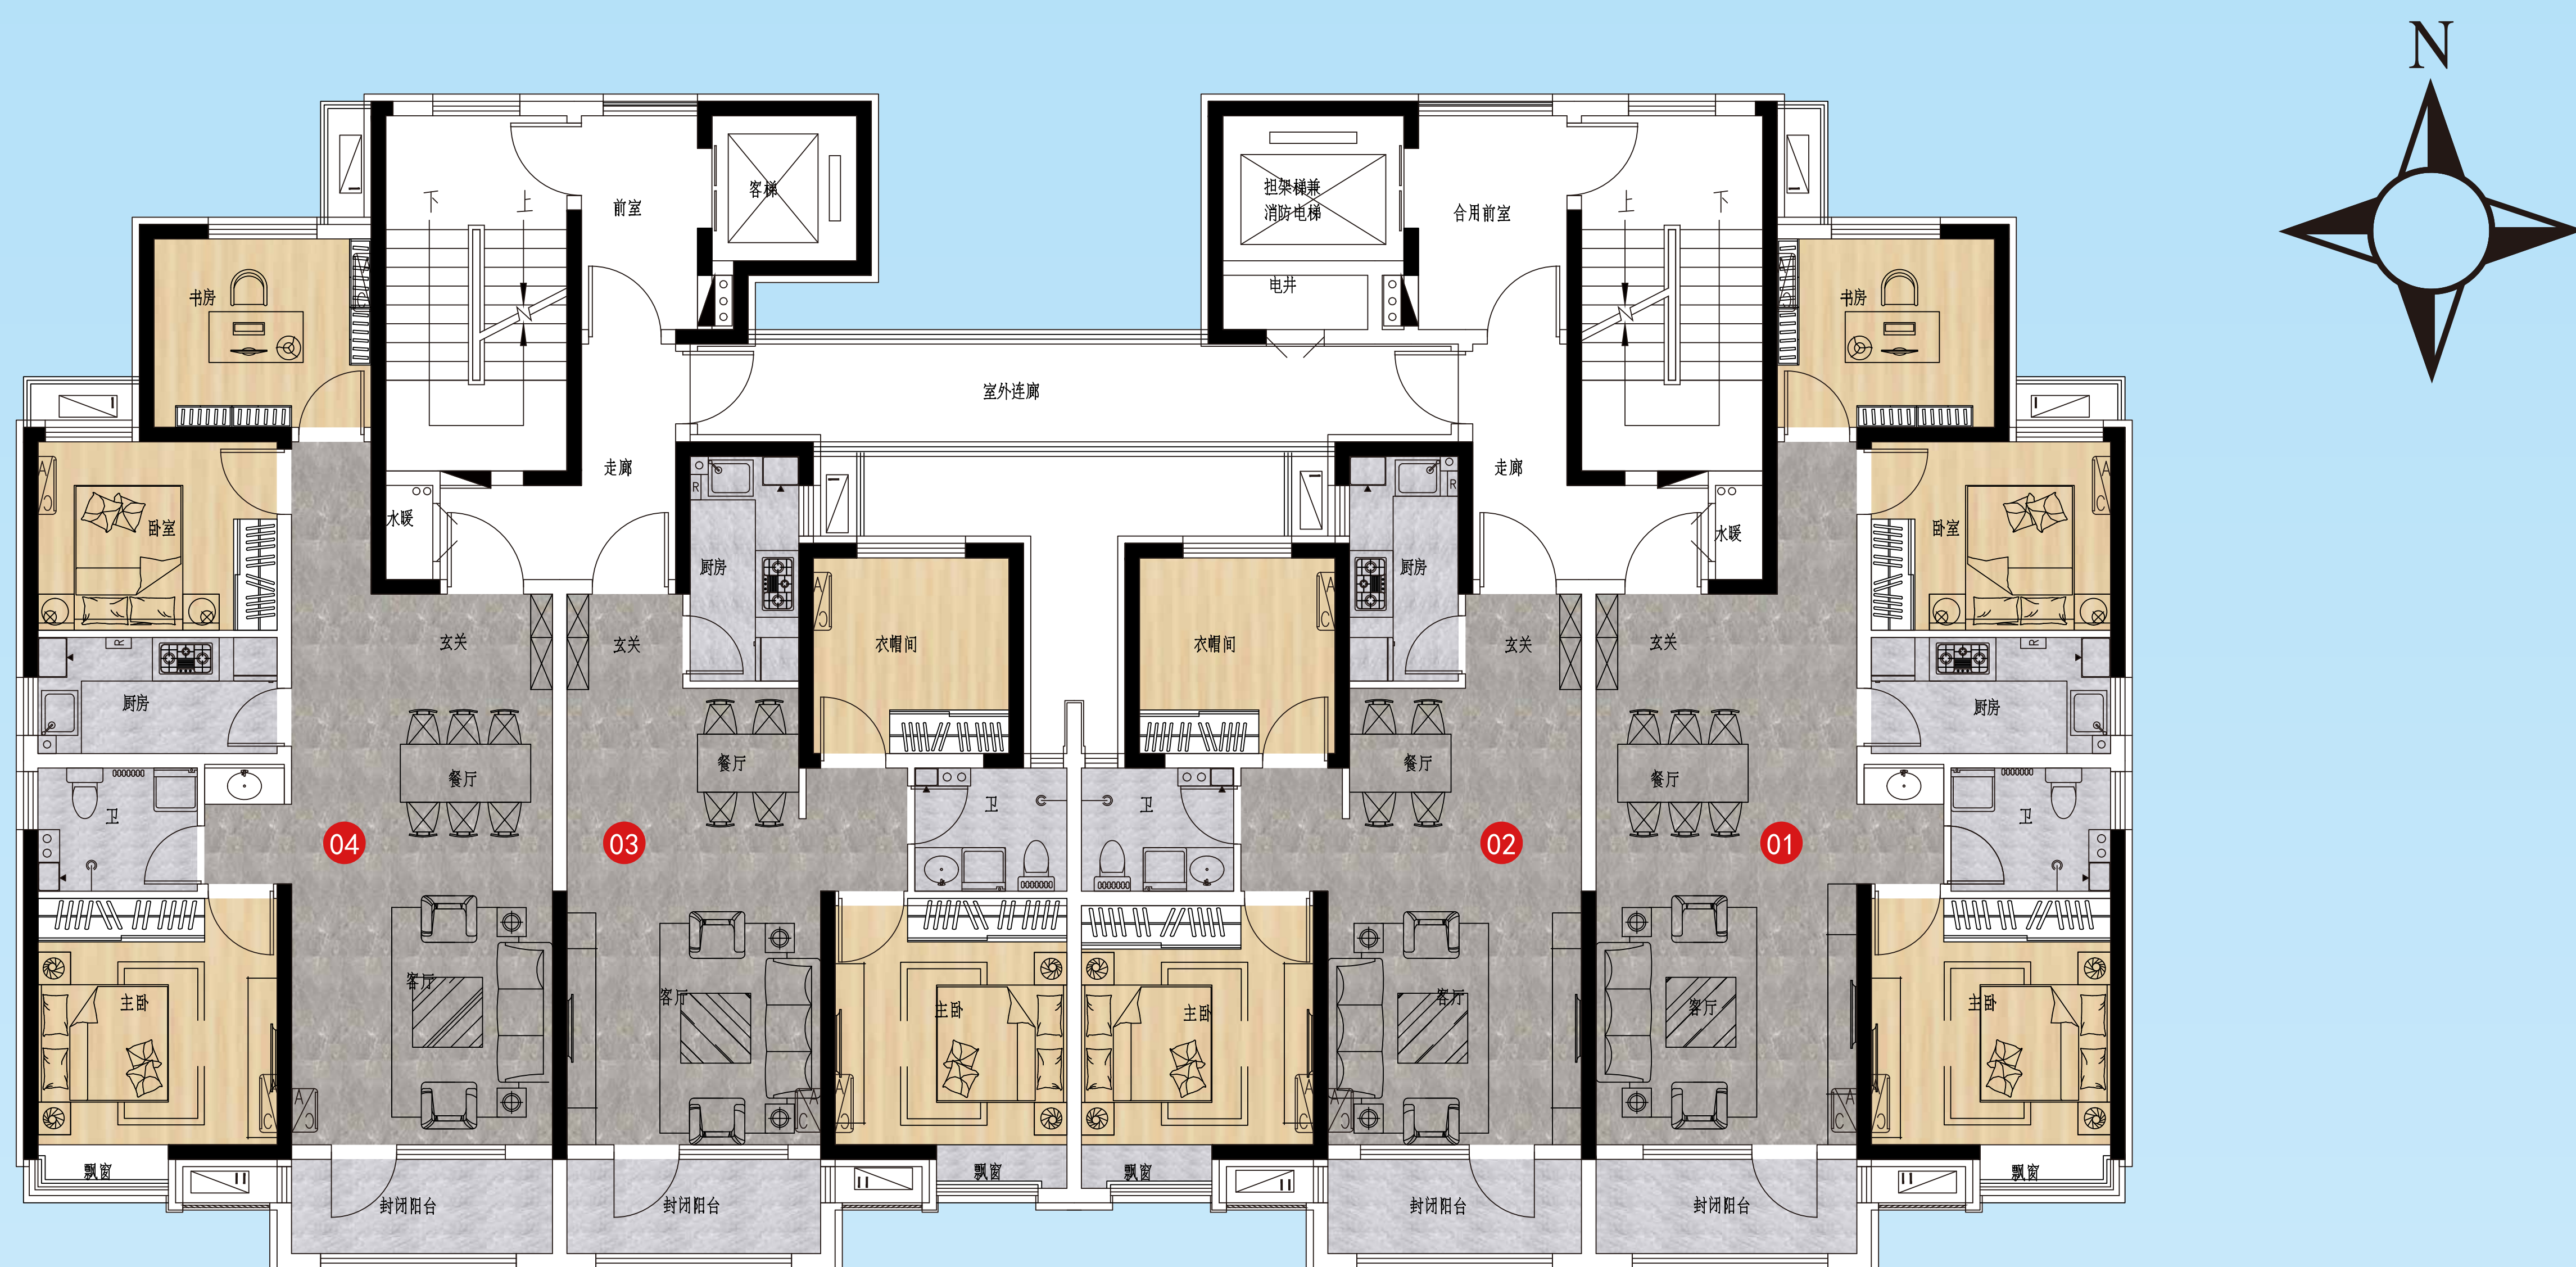 N
下
上
前室
客梯
担架梯兼
消防电梯
合用前室
上
下
书房
电井
书房
室外连廊
走廊
走廊
A
C
R
R
A
C
卧室
水暖
水暖
卧室
厨房
厨房
A
C
衣帽间
衣帽间
A
C
玄关
玄关
玄关
玄关
R
R
厨房
厨房
餐厅
餐厅
餐厅
餐厅
卫
卫
卫
卫
04
03
02
01
客厅
客厅
客厅
客厅
主卧
主卧
主卧
主卧
A
C
A
C
A
C
A
C
A
C
A
C
A
C
A
C
飘窗
飘窗
飘窗
飘窗
封闭阳台
封闭阳台
封闭阳台
封闭阳台